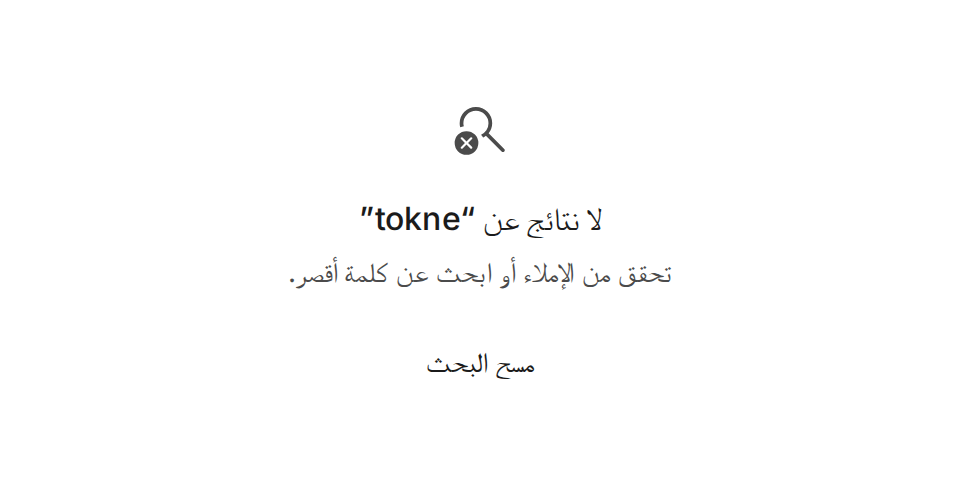 لا نتائج عن “tokne”
تحقق من الإملاء أو ابحث عن كلمة أقصر.
مسح البحث